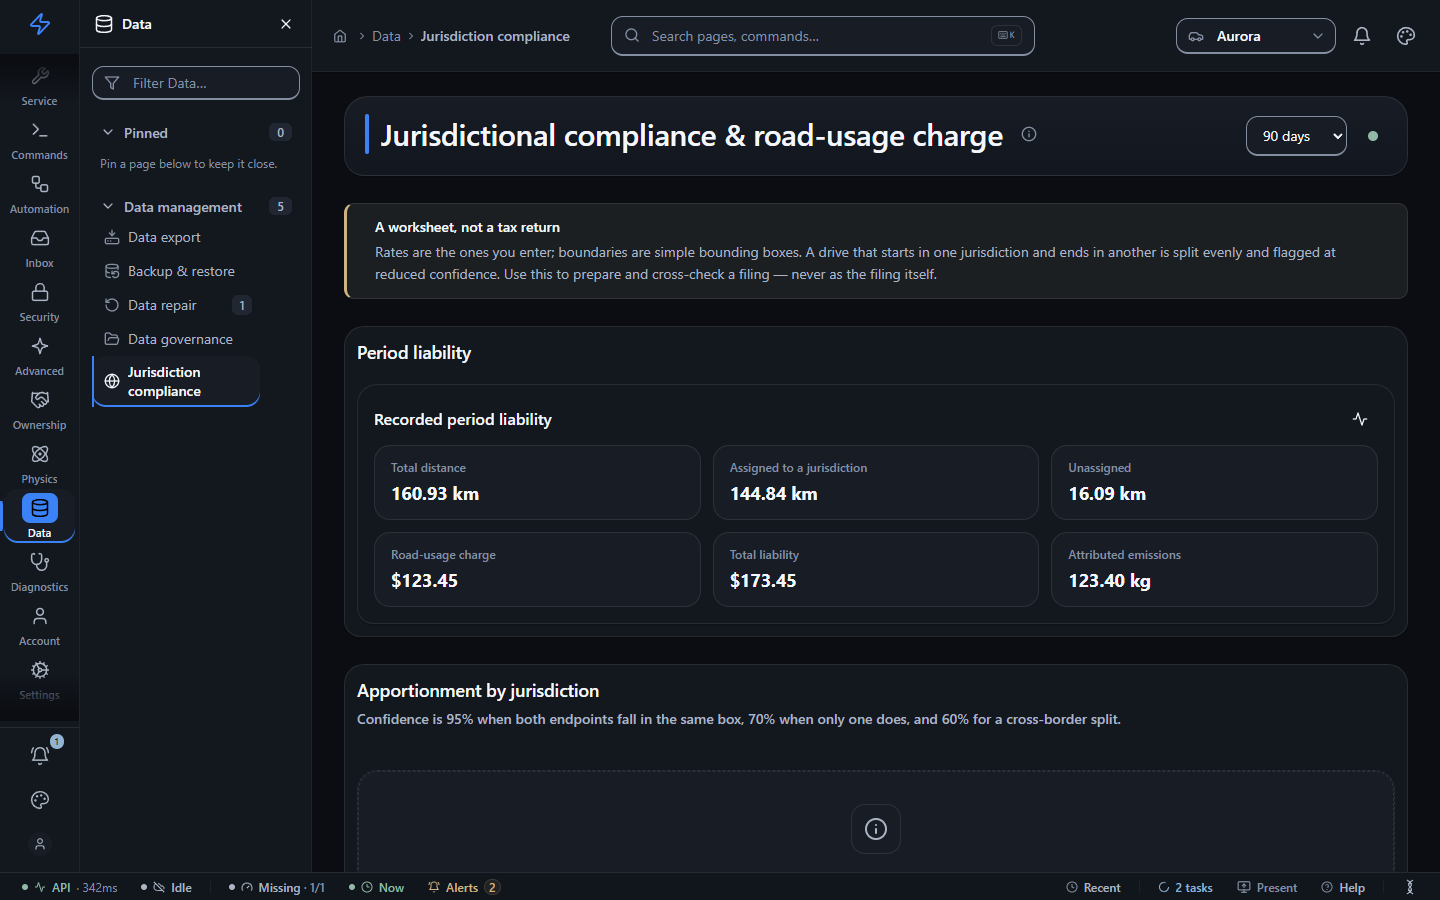 Data
Data
Jurisdiction compliance
Search pages, commands...
K
Aurora
Service
Commands
Automation
Inbox
Security
Advanced
Ownership
Physics
Data
Diagnostics
Account
Settings
1
Filter Data...
Pinned
0
Pin a page below to keep it close.
Data management
5
Data export
Backup & restore
Data repair
1
Data governance
Jurisdiction
compliance
Jurisdictional compliance & road-usage charge
90 days
A worksheet, not a tax return
Rates are the ones you enter; boundaries are simple bounding boxes. A drive that starts in one jurisdiction and ends in another is split evenly and flagged at
reduced confidence. Use this to prepare and cross-check a filing — never as the filing itself.
Period liability
Recorded period liability
Total distance
160.93 km
Assigned to a jurisdiction
144.84 km
Unassigned
16.09 km
Road-usage charge
$123.45
Total liability
$173.45
Attributed emissions
123.40 kg
Apportionment by jurisdiction
Confidence is 95% when both endpoints fall in the same box, 70% when only one does, and 60% for a cross-border split.
API · 342ms
Idle
Missing · 1/1
Now
Alerts 2
Recent
2 tasks
Present
Help